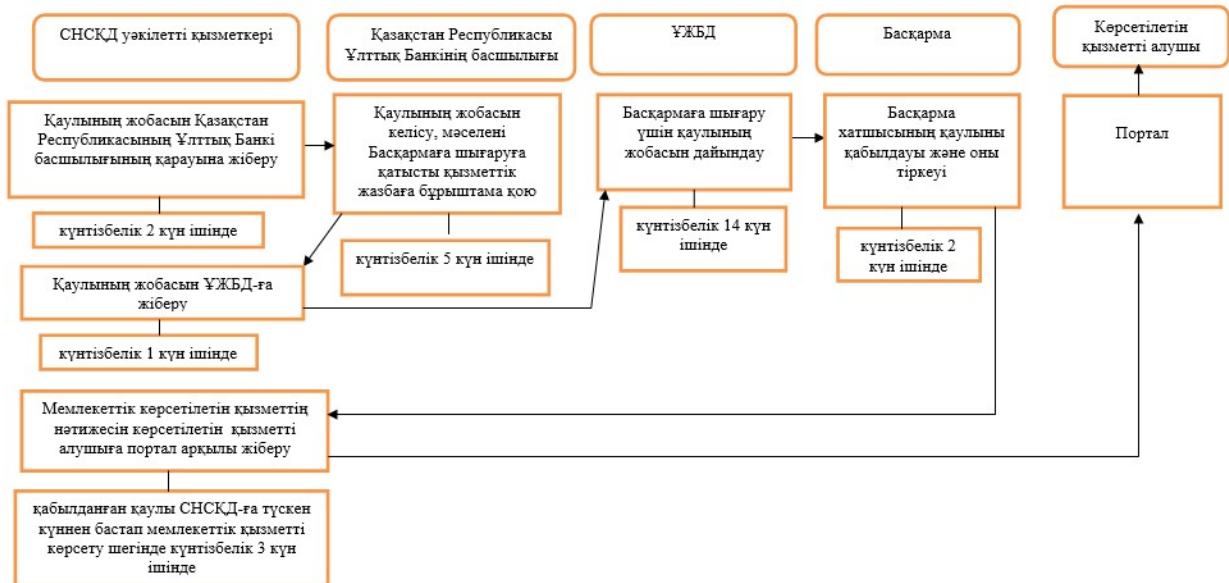 СНСҚД уәкілетті қызметкері
Қазақстан Республикасы
Ұлттық Банкінің басшылығы
ҰЖБД
Басқарма
Көрсетілетін
қызметті алушы
Қаулының жобасын Қазақстан
Республикасының Ұлттық Банкі
басшылығының қарауына жіберу
Қаулының жобасын
келісу, мәселені
Басқармаға шығаруға
қатысты қызметтік
жазбаға бұрыштама қою
Басқармаға шығару
үшін қаулының
жобасын дайындау
Басқарма
хатшысының қаулыны
қабылдауы және оны
тіркеуі
Портал
күнтізбелік 2 күн ішінде
күнтізбелік 5 күн ішінде
күнтізбелік 14 күн
ішінде
күнтізбелік 2
күн ішінде
Қаулының жобасын ҰЖБД-ға
жіберу
күнтізбелік 1 күн ішінде
Мемлекеттік көрсетілетін қызметтің
нәтижесін көрсетілетін қызметті
алушыға портал арқылы жіберу
қабылданған қаулы СНСҚД-ға түскен
күннен бастап мемлекеттік қызметті
көрсету шегінде күнтізбелік 3 күн
ішінде